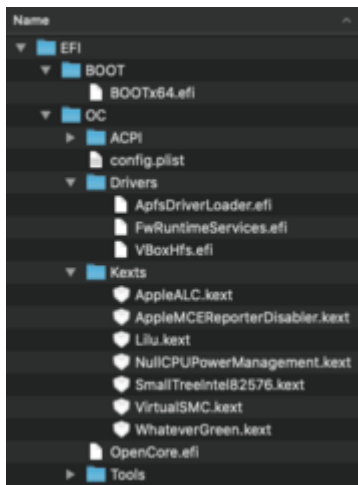 Name
EFI
BOOT
BOOTx64.efi
OC
ACPI
config.plist
Drivers
ApfsDriverLoader.efi
FwRuntimeServices.efi
VBoxHfs.efi
Kexts
AppleALC.kext
AppleMCEReporterDisabler.kext
Lilu.kext
NullCPUPowerManagement.kext
SmallTreeIntel82576.kext
VirtualSMC.kext
WhateverGreen.kext
OpenCore.efi
Tools